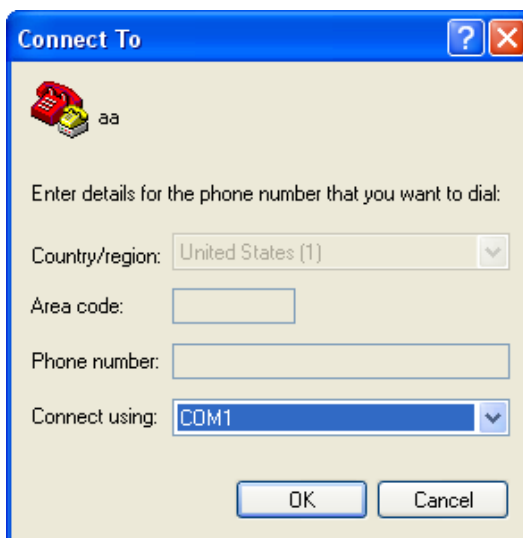 Connect To
?
aa
Enter details for the phone number that you want to dial:
Country/region: United States (1)
Area code:
Phone number:
Connect using: COM1
OK Cancel